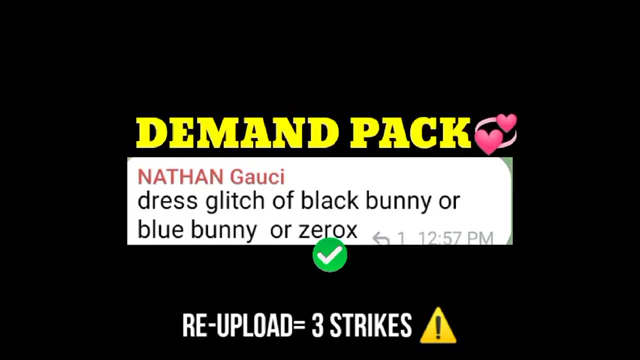 DEMAND PACK💞
NATHAN Gauci
dress glitch of black bunny or
blue bunny or zerox
1 12:57 PM
RE-UPLOAD= 3 STRIKES ⚠️